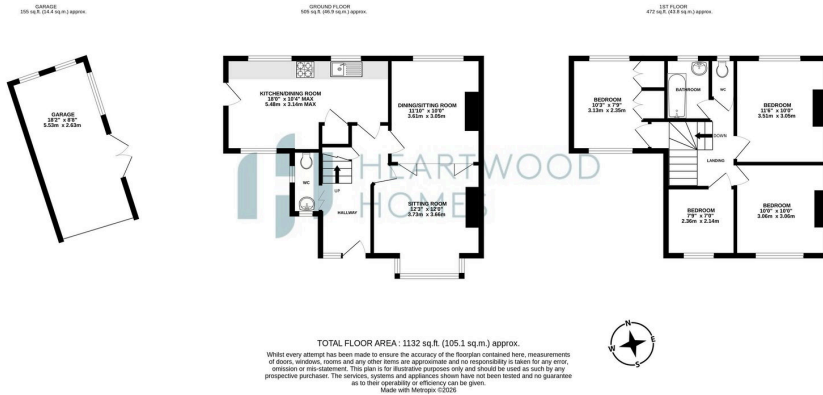 GARAGE
155 sq.ft. (14.4 sq.m.) approx.
GROUND FLOOR
505 sq.ft. (46.9 sq.m.) approx.
1ST FLOOR
472 sq.ft. (43.8 sq.m.) approx.
GARAGE
18'2" x 8'8"
5.53m x 2.63m
KITCHEN/DINING ROOM
18'0" x 10'4" MAX
5.48m x 3.14m MAX
DINING/SITTING ROOM
11'10" x 10'0"
3.61m x 3.05m
WC
UP
HALLWAY
SITTING ROOM
12'3" x 12'0"
3.73m x 3.66m
BEDROOM
10'3" x 7'9"
3.13m x 2.35m
BATHROOM
WC
BEDROOM
11'6" x 10'0"
3.51m x 3.05m
DOWN
LANDING
BEDROOM
7'9" x 7'0"
2.36m x 2.14m
BEDROOM
10'0" x 10'0"
3.06m x 3.06m
HEARTWOOD
HOMES
N
E
S
W
TOTAL FLOOR AREA : 1132 sq.ft. (105.1 sq.m.) approx.
Whilst every attempt has been made to ensure the accuracy of the floorplan contained here, measurements
of doors, windows, rooms and any other items are approximate and no responsibility is taken for any error,
omission or mis-statement. This plan is for illustrative purposes only and should be used as such by any
prospective purchaser. The services, systems and appliances shown have not been tested and no guarantee
as to their operability or efficiency can be given.
Made with Metropix ©2026